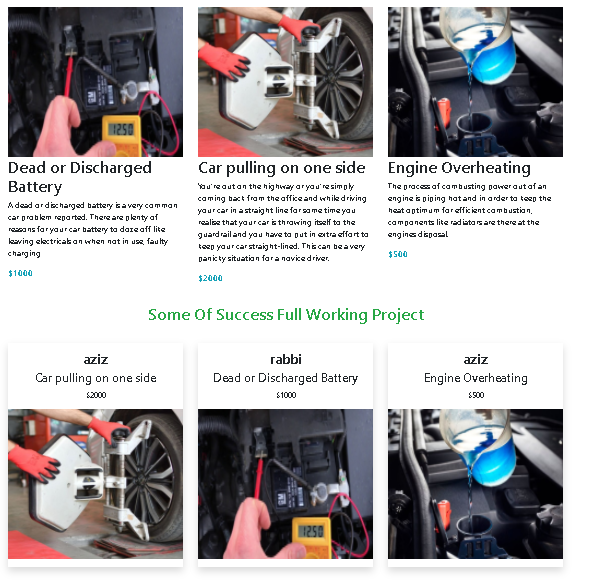 12.50
Dead or Discharged
Battery
A dead or discharged battery is a very common
car problem reported. There are plenty of
reasons for your car battery to doze off like
leaving electricals on when not in use, faulty
charging
$1000
Car pulling on one side
You're out on the highway or you're simply
coming back from the office and while driving
your car in a straight line for some time you
realise that your car is throwing itself to the
guardrail and you have to put in extra effort to
keep your car straight-lined. This can be a very
panicky situation for a novice driver.
$2000
Engine Overheating
The process of combusting power out of an
engine is piping hot and in order to keep the
heat optimum for efficient combustion,
components like radiators are there at the
engines disposal.
$500
Some Of Success Full Working Project
aziz
Car pulling on one side
$2000
rabbi
Dead or Discharged Battery
$1000
12.50
aziz
Engine Overheating
$500